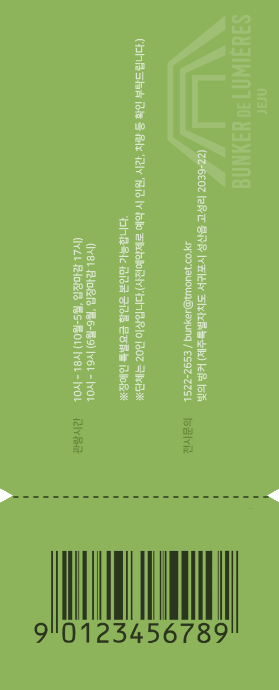 BUNKER DE LUMIÈRES
JEJU
관람시간
10시 – 18시 (10월-5월, 입장마감 17시)
10시 – 19시 (6월-9월, 입장마감 18시)
※장애인 특별요금 할인은 본인만 가능합니다.
※단체는 20인 이상입니다.(사전예약제로 예약 시 인원, 시간, 차량 등 확인 부탁드립니다.)
전시문의
1522-2653 / bunker@tmonet.co.kr
빛의 벙커 (제주특별자치도 서귀포시 성산읍 고성리 2039-22)
9 0123456789